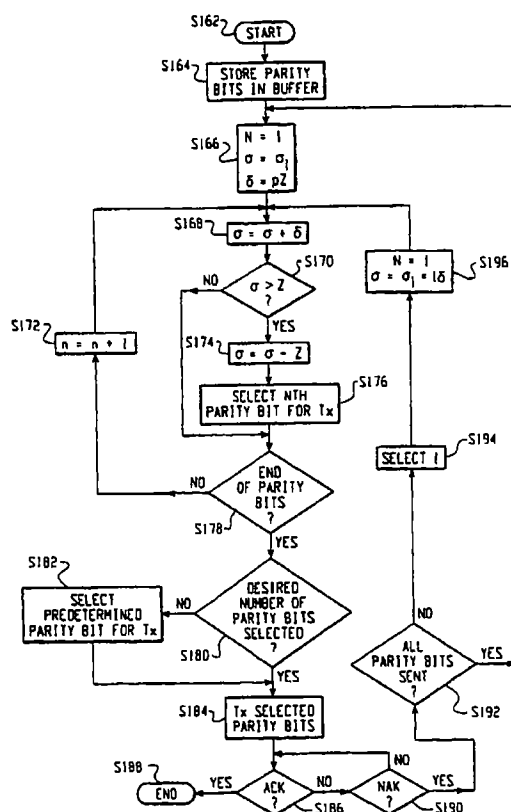 S162
START
S164
STORE PARITY
BITS IN BUFFER
S166
N = 1
σ = σ₁
δ = pZ
S168
σ = σ + δ
S170
NO
σ > Z
?
YES
S172
n = n + 1
S174
σ = σ - Z
SELECT NTH
PARITY BIT FOR Tx
S176
NO
END
OF PARITY
BITS
?
S178
YES
S182
SELECT
PREDETERMINED
PARITY BIT FOR Tx
NO
DESIRED
NUMBER OF
PARITY BITS
SELECTED
?
S180
YES
S184
Tx SELECTED
PARITY BITS
S188
END
YES
ACK
?
S186
NO
NAK
?
S190
NO
YES
ALL
PARITY BITS
SENT
?
S192
YES
NO
SELECT l
S194
N = 1
σ = σ₁ = lδ
S196